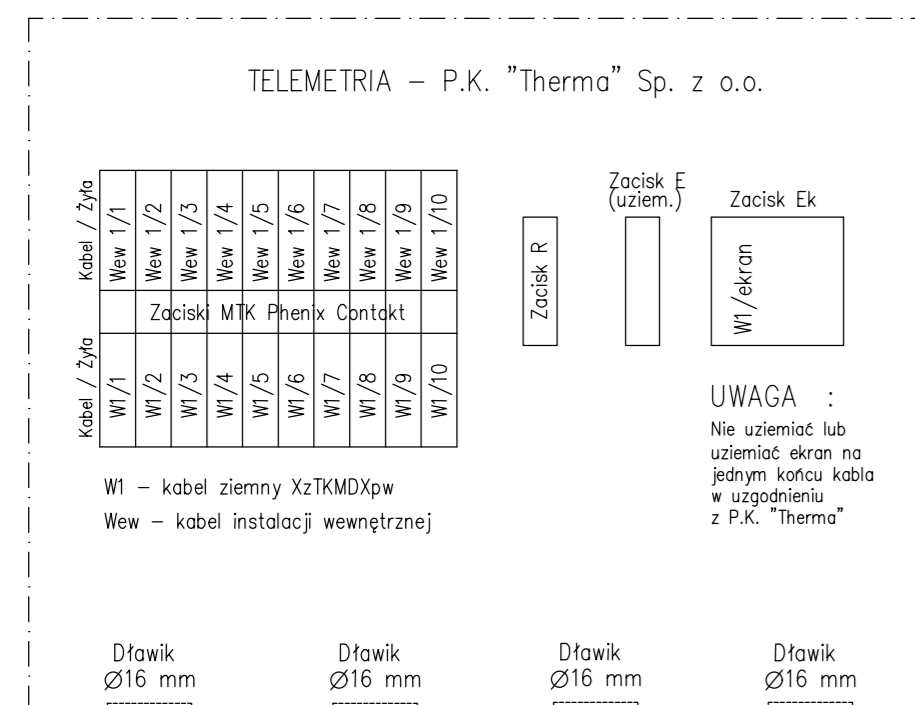 TELEMETRIA – P.K. "Therma" Sp. z o.o.
Kabel / Żyła
Wew 1/1
Wew 1/2
Wew 1/3
Wew 1/4
Wew 1/5
Wew 1/6
Wew 1/7
Wew 1/8
Wew 1/9
Wew 1/10
Zaciski MTK Phenix Contakt
Kabel / Żyła
W1/1
W1/2
W1/3
W1/4
W1/5
W1/6
W1/7
W1/8
W1/9
W1/10
Zacisk R
Zacisk E
(uziem.)
Zacisk Ek
W1/ekran
UWAGA :
Nie uziemiać lub
uziemiać ekran na
jednym końcu kabla
w uzgodnieniu
z P.K. "Therma"
W1 – kabel ziemny XzTKMDXpw
Wew – kabel instalacji wewnętrznej
Dławik
Ø16 mm
Dławik
Ø16 mm
Dławik
Ø16 mm
Dławik
Ø16 mm